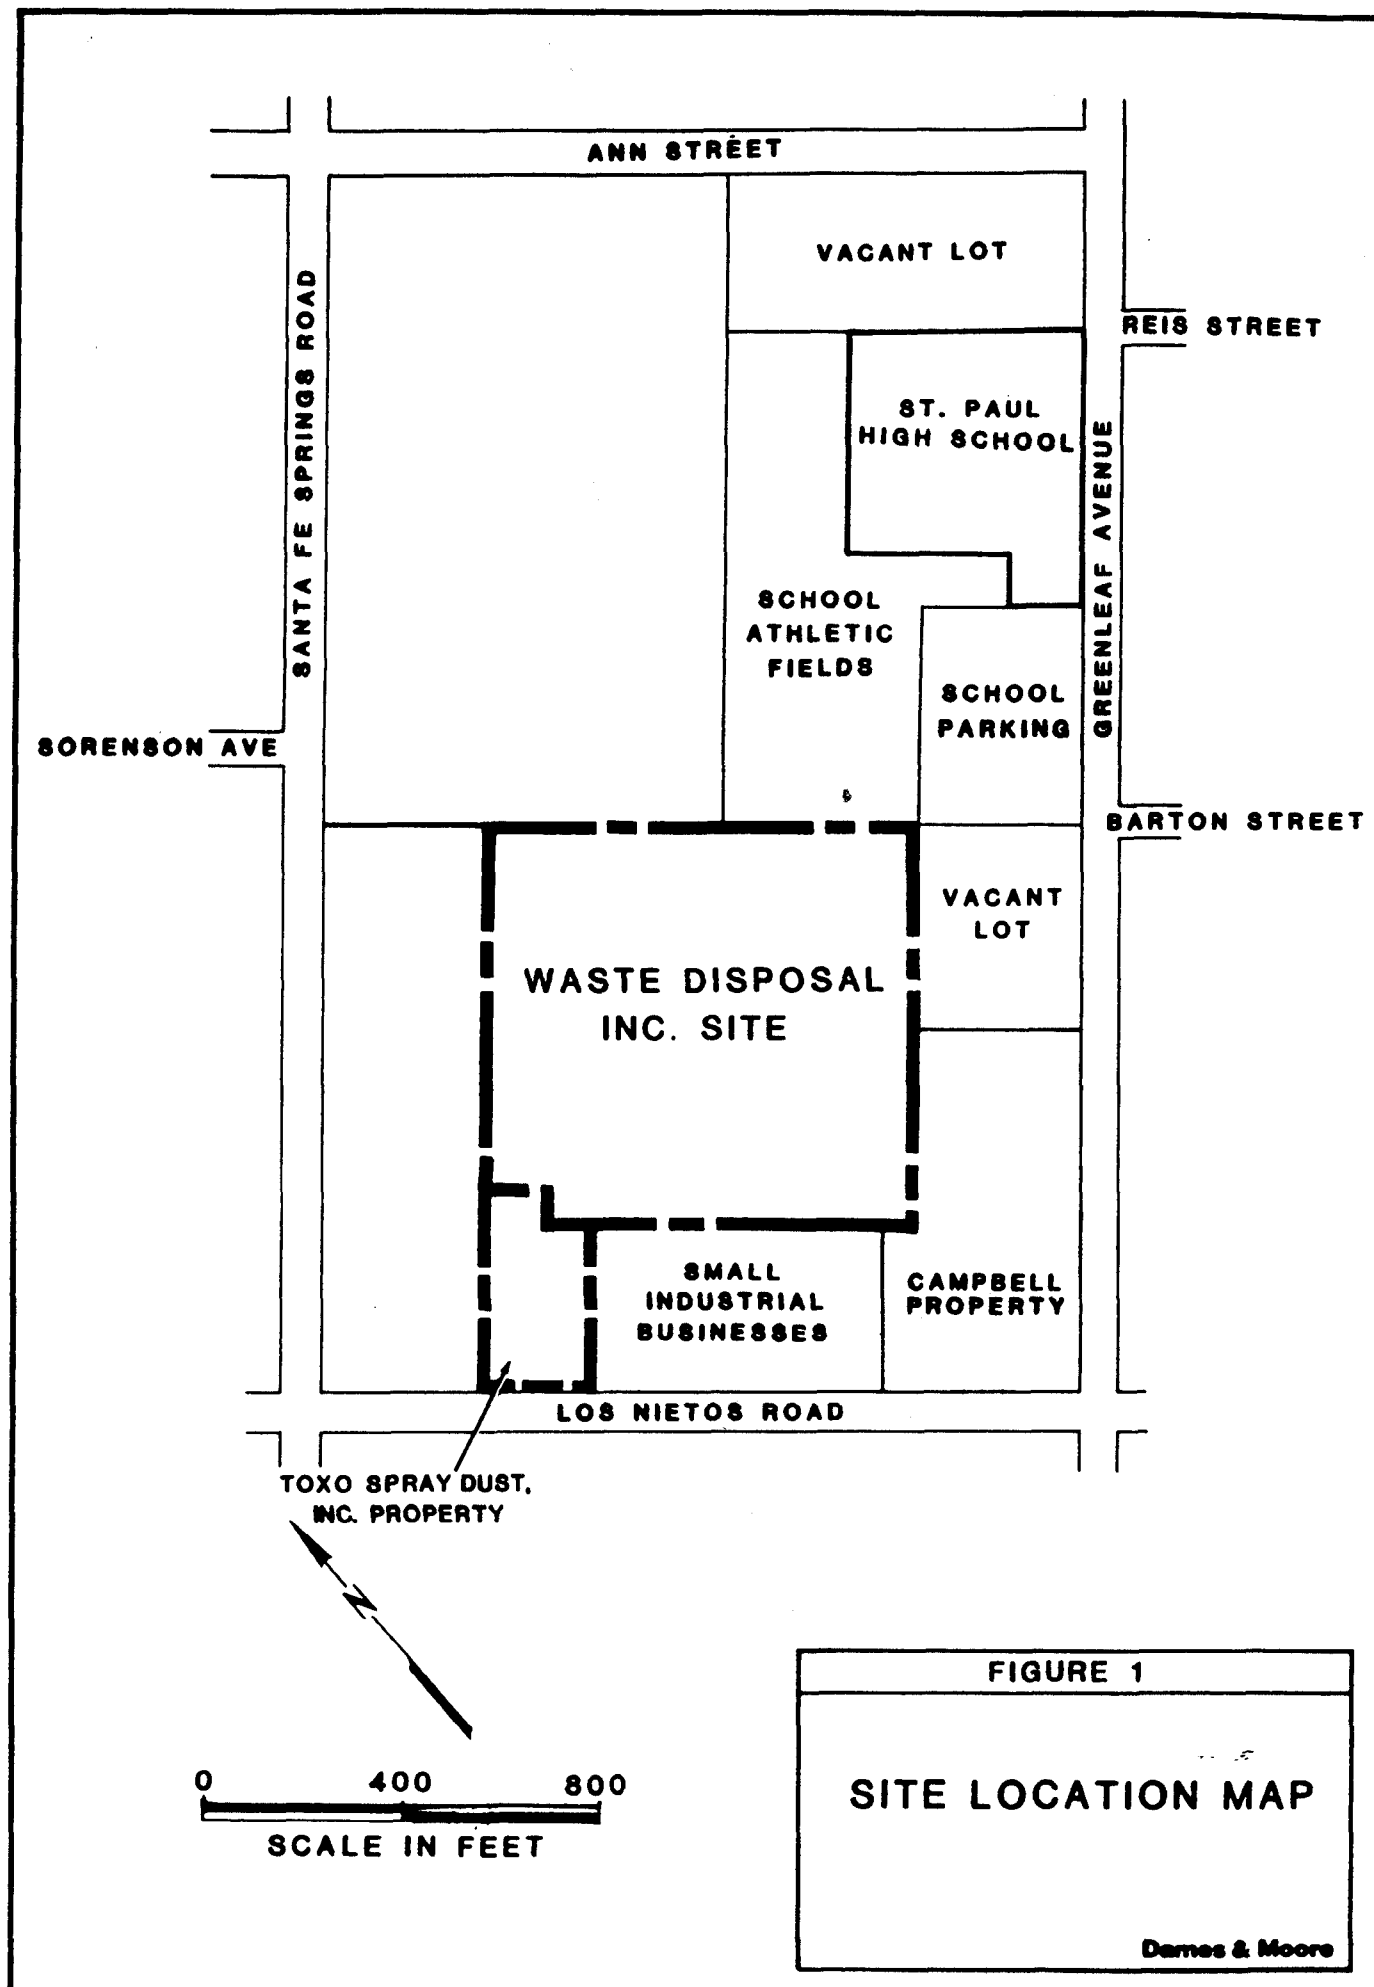 ANN STREET
VACANT LOT
REIS STREET
SANTA FE SPRINGS ROAD
ST. PAUL
HIGH SCHOOL
GREENLEAF AVENUE
SCHOOL
ATHLETIC
FIELDS
SCHOOL
PARKING
SORENSON AVE
BARTON STREET
VACANT
LOT
WASTE DISPOSAL
INC. SITE
SMALL
INDUSTRIAL
BUSINESSES
CAMPBELL
PROPERTY
LOS NIETOS ROAD
TOXO SPRAY DUST,
INC. PROPERTY
N
0 400 800
SCALE IN FEET
FIGURE 1
SITE LOCATION MAP
Dames & Moore